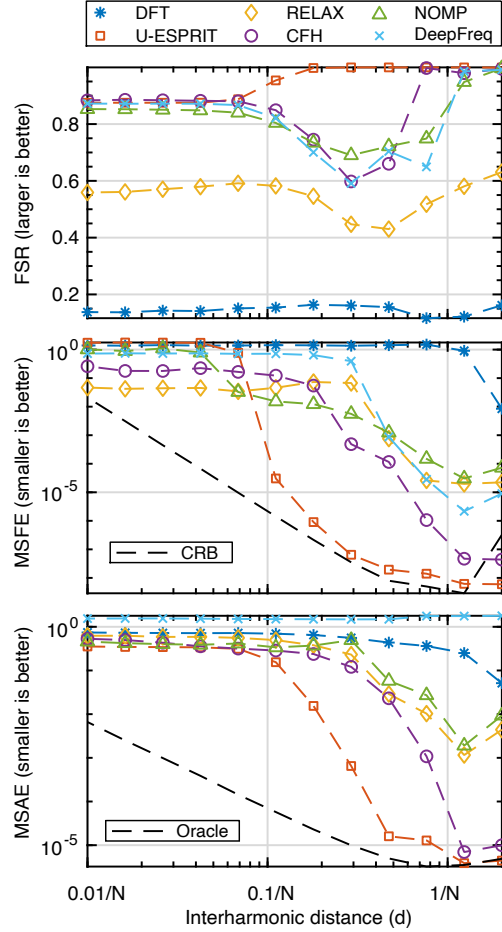 DFT RELAX NOMP
U-ESPRIT CFH DeepFreq
FSR (larger is better)
0.8
0.6
0.4
0.2
MSFE (smaller is better)
10^0
10^-5
CRB
MSAE (smaller is better)
10^0
10^-5
Oracle
0.01/N 0.1/N 1/N
Interharmonic distance (d)